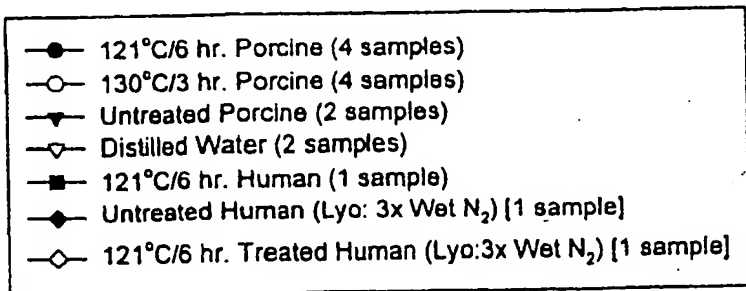 121°C/6 hr. Porcine (4 samples)
130°C/3 hr. Porcine (4 samples)
Untreated Porcine (2 samples)
Distilled Water (2 samples)
121°C/6 hr. Human (1 sample)
Untreated Human (Lyo: 3x Wet N₂) [1 sample]
121°C/6 hr. Treated Human (Lyo:3x Wet N₂) [1 sample]